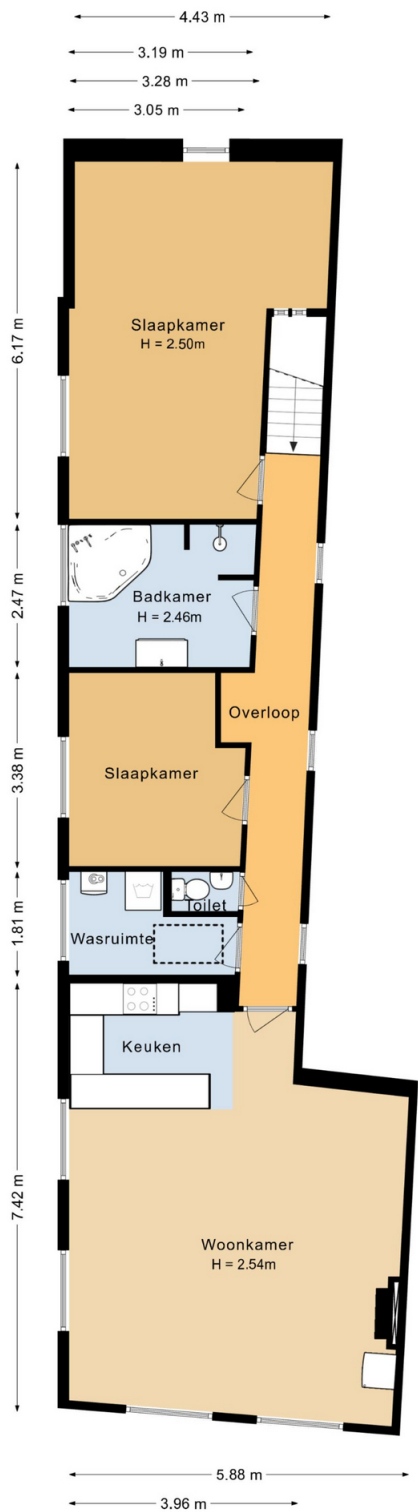 4.43 m
3.19 m
3.28 m
3.05 m
6.17 m
Slaapkamer
H = 2.50m
2.47 m
Badkamer
H = 2.46m
3.38 m
Overloop
Slaapkamer
1.81 m
Toilet
Wasruimte
Keuken
7.42 m
Woonkamer
H = 2.54m
5.88 m
3.96 m